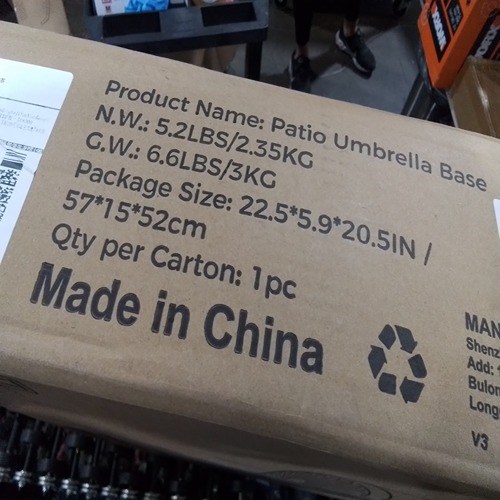 Product Name: Patio Umbrella Base
N.W.: 5.2LBS/2.35KG
G.W.: 6.6LBS/3KG
Package Size: 22.5*5.9*20.5IN /
57*15*52cm
Qty per Carton: 1pc
Made in China
MAN
Shenz
Add:
Bulon
Long
V3